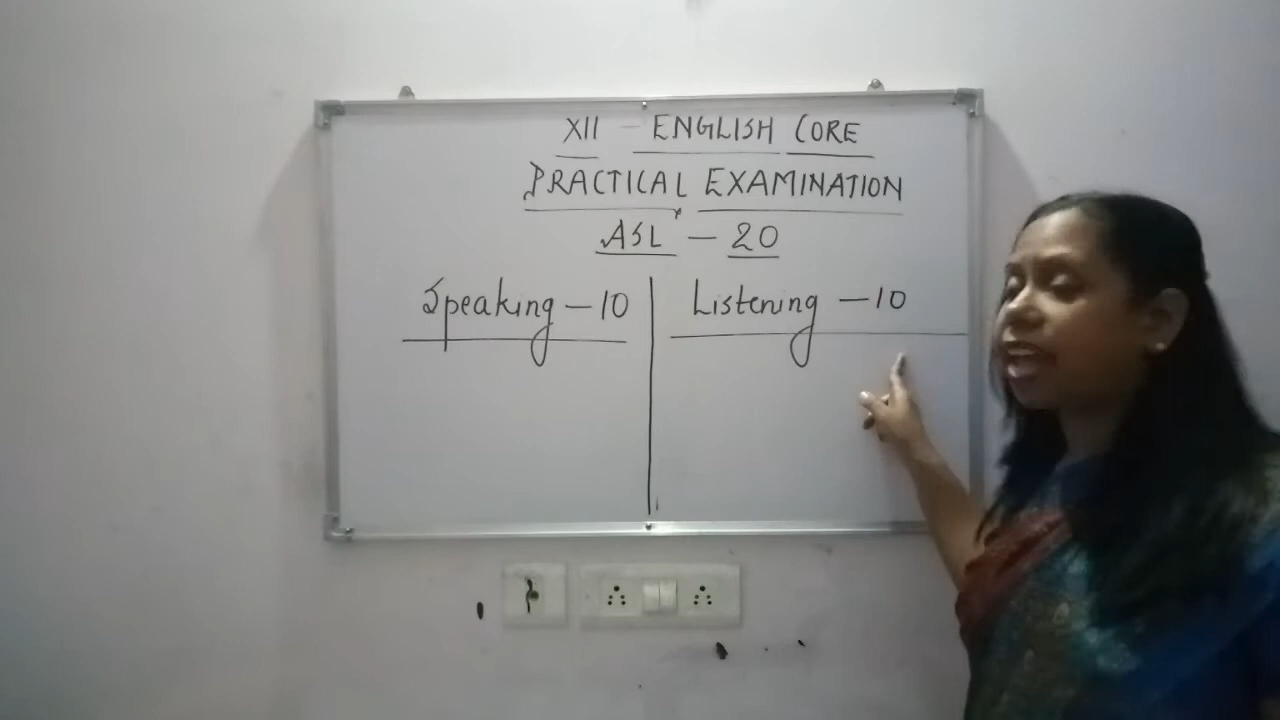 XII - ENGLISH CORE
PRACTICAL EXAMINATION
ASL - 20
Speaking - 10
Listening - 10